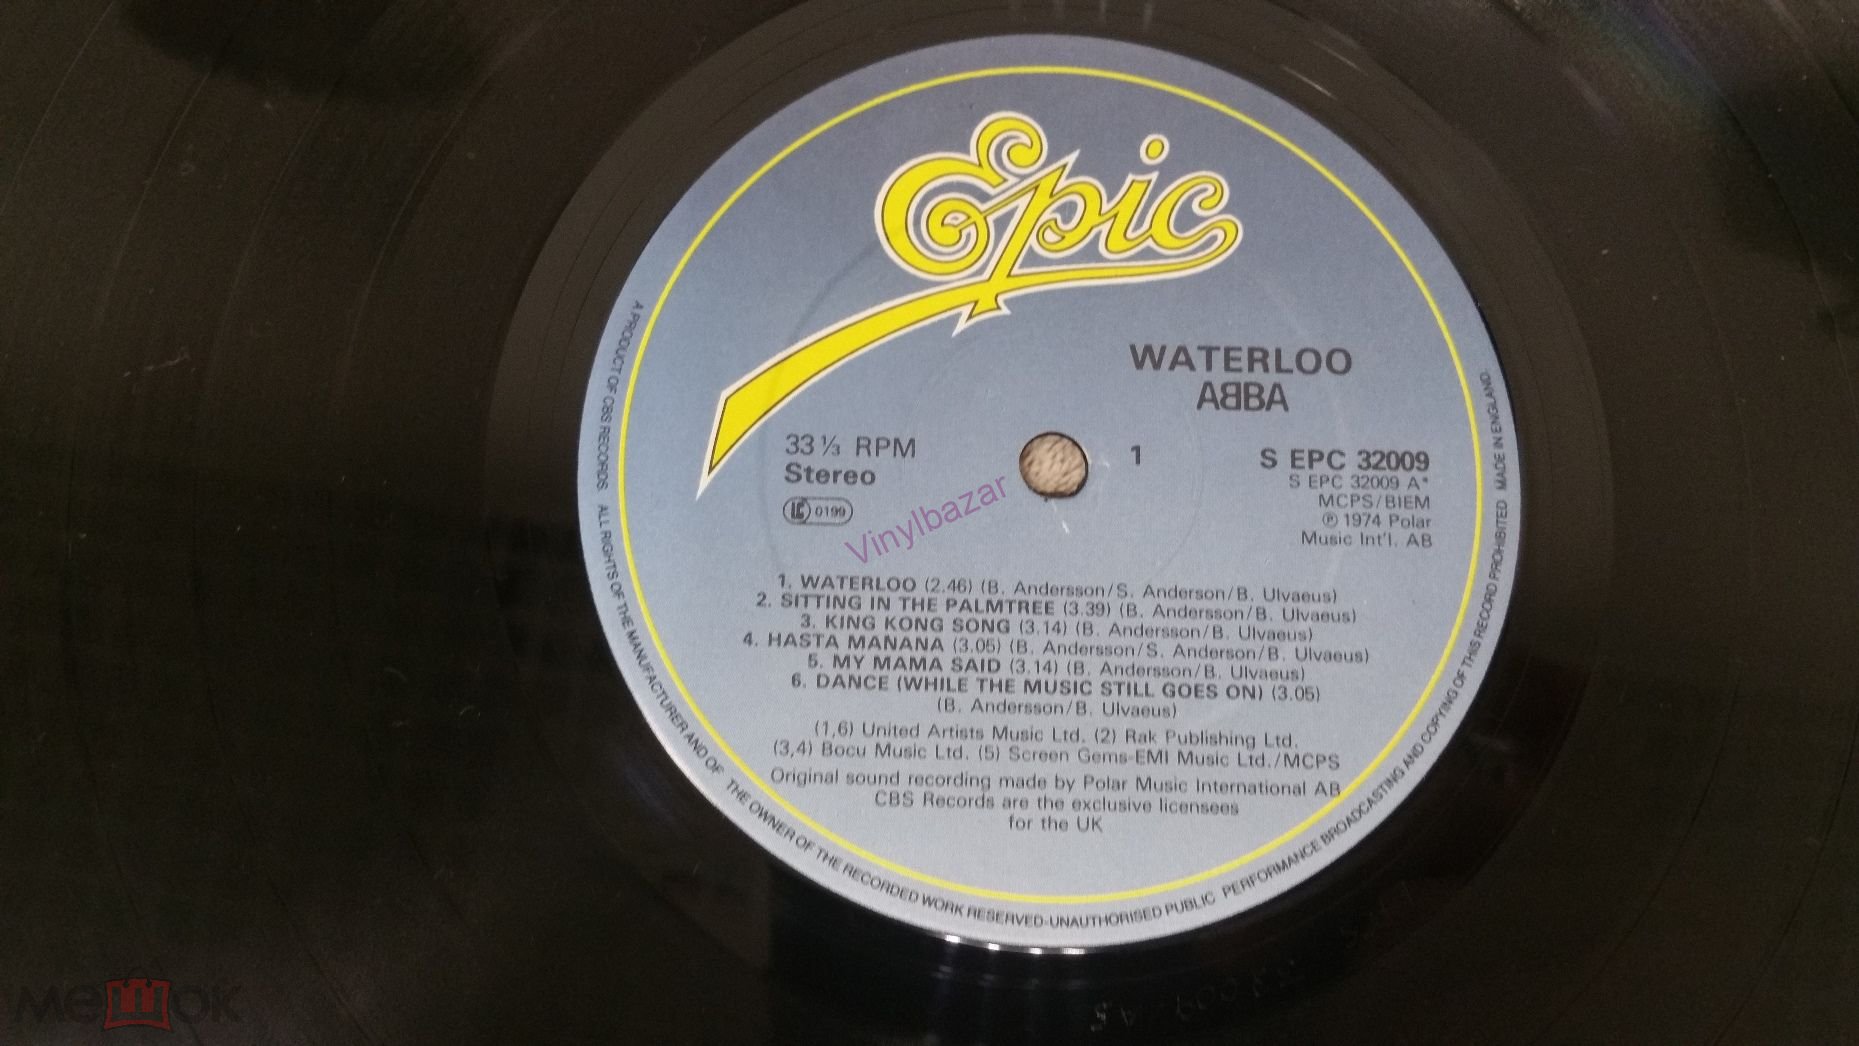 Epic
WATERLOO
ABBA
33⅓ RPM
Stereo
LC 0199
1
S EPC 32009
S EPC 32009 A*
MCPS/BIEM
℗ 1974 Polar
Music Int'l. AB
Vinylbazar
1. WATERLOO (2.46) (B. Andersson/S. Anderson/B. Ulvaeus)
2. SITTING IN THE PALMTREE (3.39) (B. Andersson/B. Ulvaeus)
3. KING KONG SONG (3.14) (B. Andersson/B. Ulvaeus)
4. HASTA MAÑANA (3.05) (B. Andersson/S. Anderson/B. Ulvaeus)
5. MY MAMA SAID (3.14) (B. Andersson/B. Ulvaeus)
6. DANCE (WHILE THE MUSIC STILL GOES ON) (3.05)
(B. Andersson/B. Ulvaeus)
(1,6) United Artists Music Ltd. (2) Rak Publishing Ltd.
(3,4) Bocu Music Ltd. (5) Screen Gems-EMI Music Ltd./MCPS
Original sound recording made by Polar Music International AB
CBS Records are the exclusive licensees
for the UK
A PRODUCT OF CBS RECORDS. ALL RIGHTS OF THE MANUFACTURER AND OF THE OWNER OF THE RECORDED WORK RESERVED-UNAUTHORISED PUBLIC PERFORMANCE BROADCASTING AND COPYING OF THIS RECORD PROHIBITED MADE IN ENGLAND.
мешок